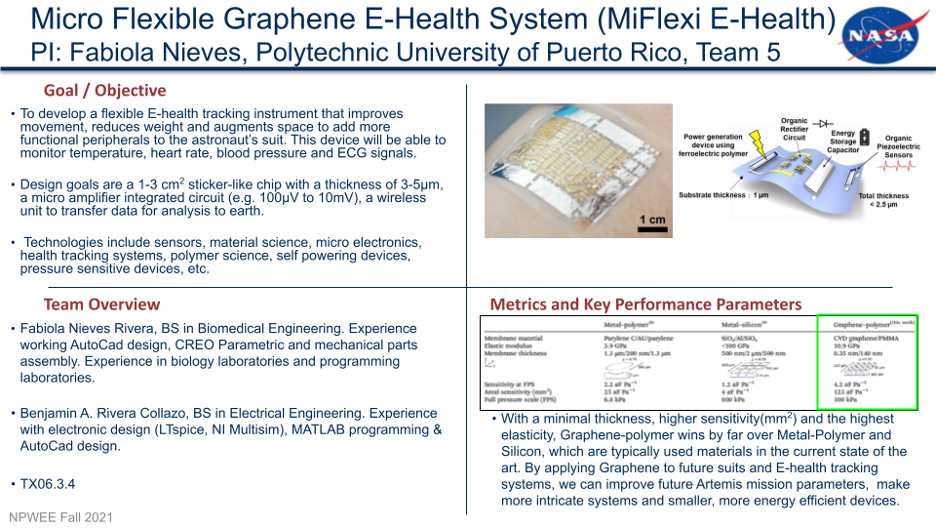 Micro Flexible Graphene E-Health System (MiFlexi E-Health)
PI: Fabiola Nieves, Polytechnic University of Puerto Rico, Team 5
NASA
Goal / Objective
• To develop a flexible E-health tracking instrument that improves
movement, reduces weight and augments space to add more
functional peripherals to the astronaut's suit. This device will be able to
monitor temperature, heart rate, blood pressure and ECG signals.
• Design goals are a 1-3 cm² sticker-like chip with a thickness of 3-5µm,
a micro amplifier integrated circuit (e.g. 100µV to 10mV), a wireless
unit to transfer data for analysis to earth.
• Technologies include sensors, material science, micro electronics,
health tracking systems, polymer science, self powering devices,
pressure sensitive devices, etc.
1 cm
Power generation
device using
ferroelectric polymer
Organic
Rectifier
Circuit
Energy
Storage
Capacitor
Organic
Piezoelectric
Sensors
Substrate thickness : 1 µm
Total thickness
< 2.5 µm
Team Overview
• Fabiola Nieves Rivera, BS in Biomedical Engineering. Experience
working AutoCad design, CREO Parametric and mechanical parts
assembly. Experience in biology laboratories and programming
laboratories.
• Benjamin A. Rivera Collazo, BS in Electrical Engineering. Experience
with electronic design (LTspice, NI Multisim), MATLAB programming &
AutoCad design.
• TX06.3.4
Metrics and Key Performance Parameters
Metal–polymer Metal–silicon Graphene–polymer
Membrane material Parylene C/AU/parylene SiO₂/Al/SiO₂ CVD graphene/PMMA
Elastic modulus 3.9 GPa <100 GPa 10.9 GPa
Membrane thickness 1.3 µm/200 nm/1.3 µm 500 nm/2 µm/500 nm 0.35 nm/140 nm
Sensitivity at FPS 2.2 aF Pa⁻¹ 1.2 aF Pa⁻¹ 4.2 aF Pa⁻¹
Areal sensitivity (mm²) 25 aF Pa⁻¹ 4 aF Pa⁻¹ 123 aF Pa⁻¹
Full pressure scale (FPS) 6.8 kPa 600 kPa 100 kPa
• With a minimal thickness, higher sensitivity(mm²) and the highest
elasticity, Graphene-polymer wins by far over Metal-Polymer and
Silicon, which are typically used materials in the current state of the
art. By applying Graphene to future suits and E-health tracking
systems, we can improve future Artemis mission parameters, make
more intricate systems and smaller, more energy efficient devices.
NPWEE Fall 2021